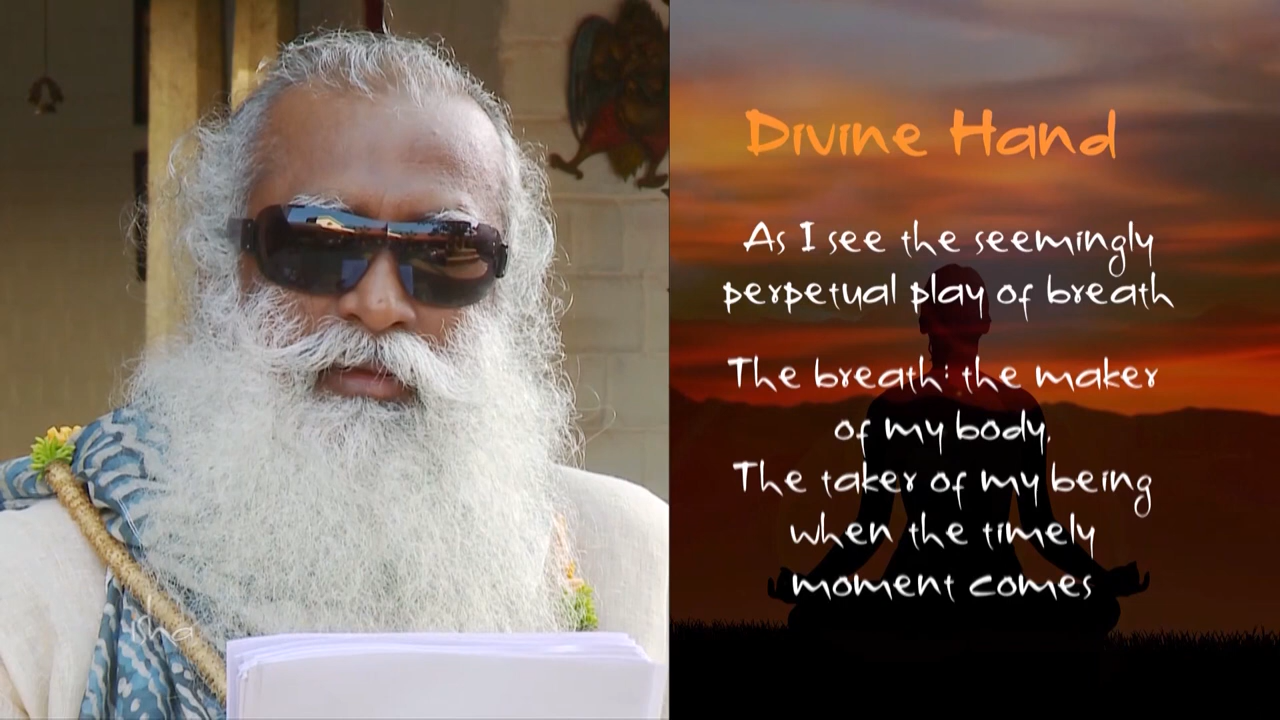 Divine Hand
As I see the seemingly
perpetual play of breath
The breath: the maker
of my body.
The taker of my being
when the timely
moment comes
isha